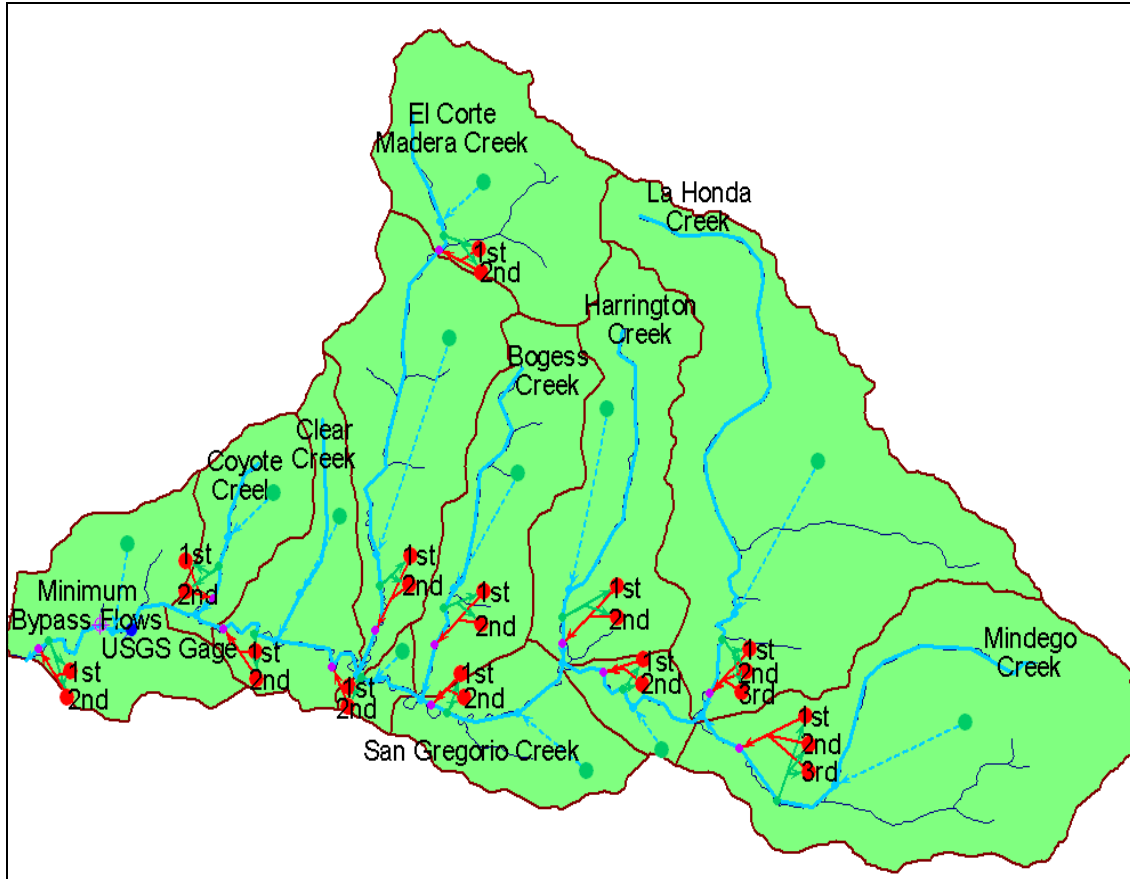 El Corte
Madera Creek
La Honda
Creek
1st
2nd
Harrington
Creek
Bogess
Creek
Clear
Creek
Coyote
Creel
1st
2nd
1st
2nd
1st
2nd
1st
2nd
Minimum
Bypass Flows
USGS Gage
1st
2nd
1st
2nd
1st
2nd
1st
2nd
1st
2nd
1st
2nd
3rd
Mindego
Creek
1st
2nd
3rd
San Gregorio Creek